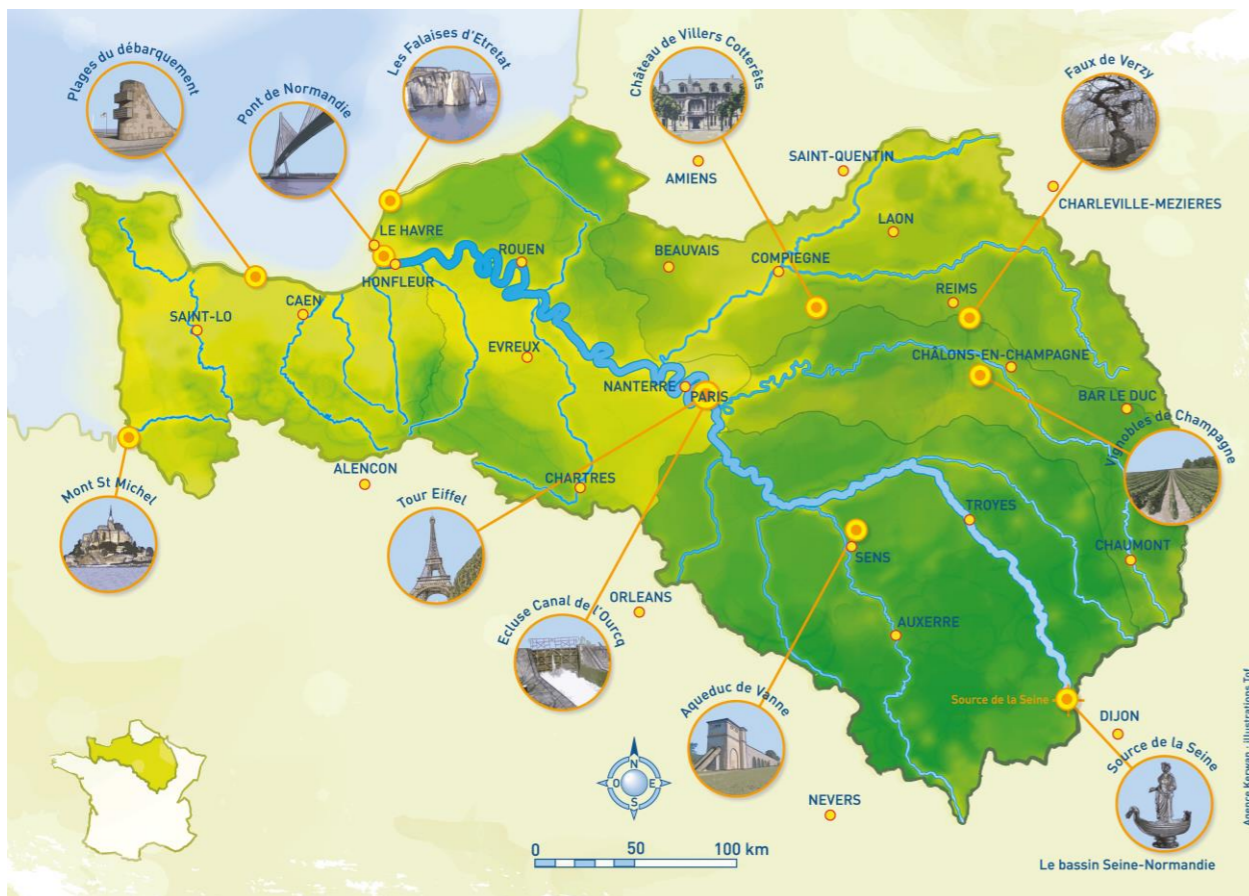 Plages du débarquement
Pont de Normandie
Les Falaises d'Etretat
Château de Villers Cotterêts
Faux de Verzy
AMIENS
SAINT-QUENTIN
CHARLEVILLE-MEZIERES
LAON
LE HAVRE
HONFLEUR
ROUEN
BEAUVAIS
COMPIEGNE
REIMS
SAINT-LO
CAEN
EVREUX
CHÂLONS-EN-CHAMPAGNE
NANTERRE
PARIS
BAR LE DUC
Vignobles de Champagne
ALENCON
CHARTRES
Mont St Michel
Tour Eiffel
TROYES
SENS
CHAUMONT
ORLEANS
Ecluse Canal de l'Ourcq
AUXERRE
Aqueduc de Vanne
Source de la Seine
DIJON
Source de la Seine
NEVERS
N
O
E
S
0
50
100 km
Le bassin Seine-Normandie
Agence Kerwan : illustrations Tof